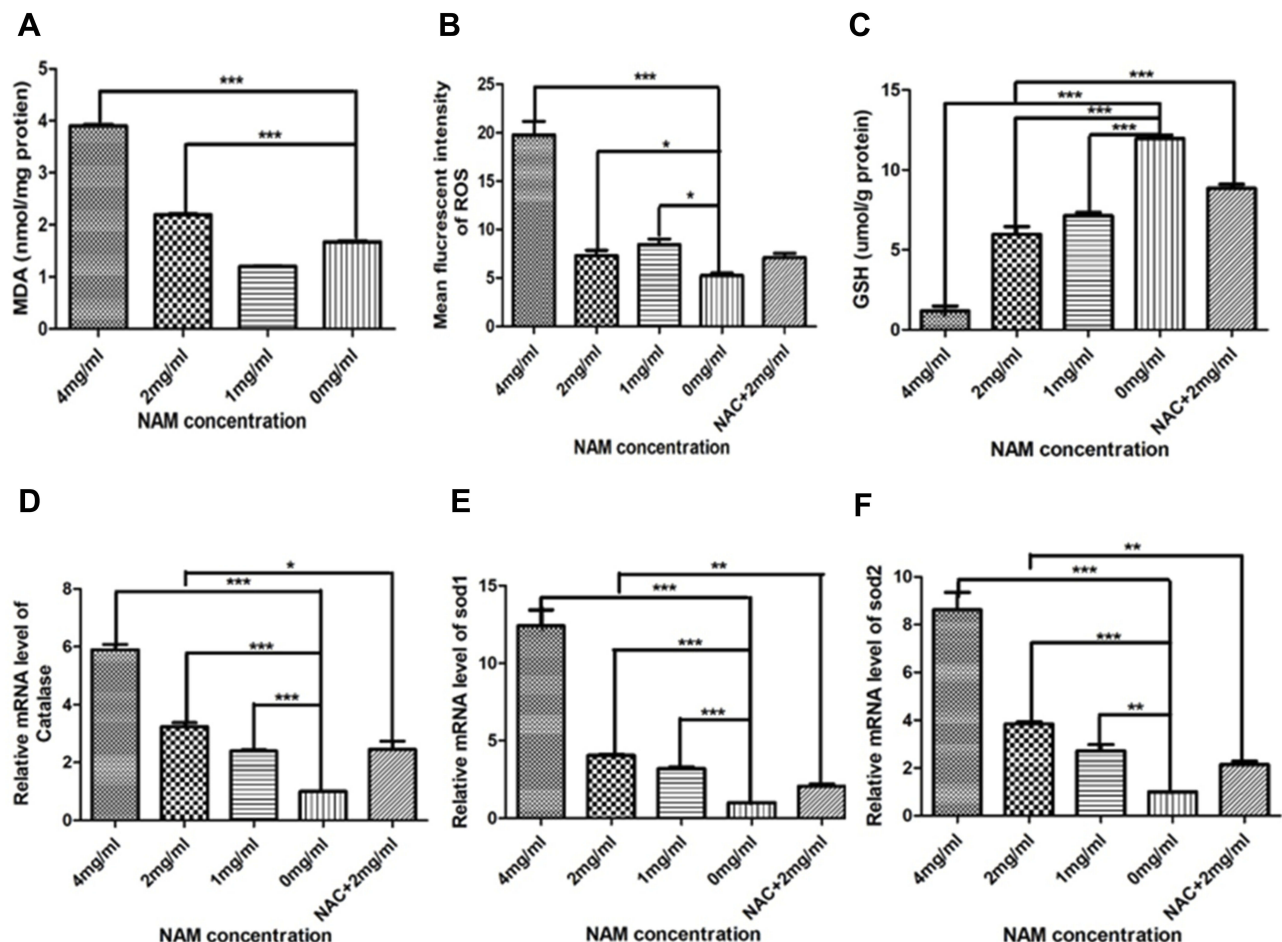 A
MDA (nmol/mg protien)
5
4
3
2
1
0
***
***
4mg/ml
2mg/ml
1mg/ml
0mg/ml
NAM concentration
B
Mean flucrescent intensity
of ROS
25
20
15
10
5
0
***
*
*
4mg/ml
2mg/ml
1mg/ml
0mg/ml
NAC+2mg/ml
NAM concentration
C
GSH (umol/g protein)
15
10
5
0
***
***
***
***
4mg/ml
2mg/ml
1mg/ml
0mg/ml
NAC+2mg/ml
NAM concentration
D
Relative mRNA level of
Catalase
8
6
4
2
0
*
***
***
***
4mg/ml
2mg/ml
1mg/ml
0mg/ml
NAC+2mg/ml
NAM concentration
E
Relative mRNA level of sod1
15
10
5
0
**
***
***
***
4mg/ml
2mg/ml
1mg/ml
0mg/ml
NAC+2mg/ml
NAM concentration
F
Relative mRNA level of sod2
10
8
6
4
2
0
**
***
***
**
4mg/ml
2mg/ml
1mg/ml
0mg/ml
NAC+2mg/ml
NAM concentration